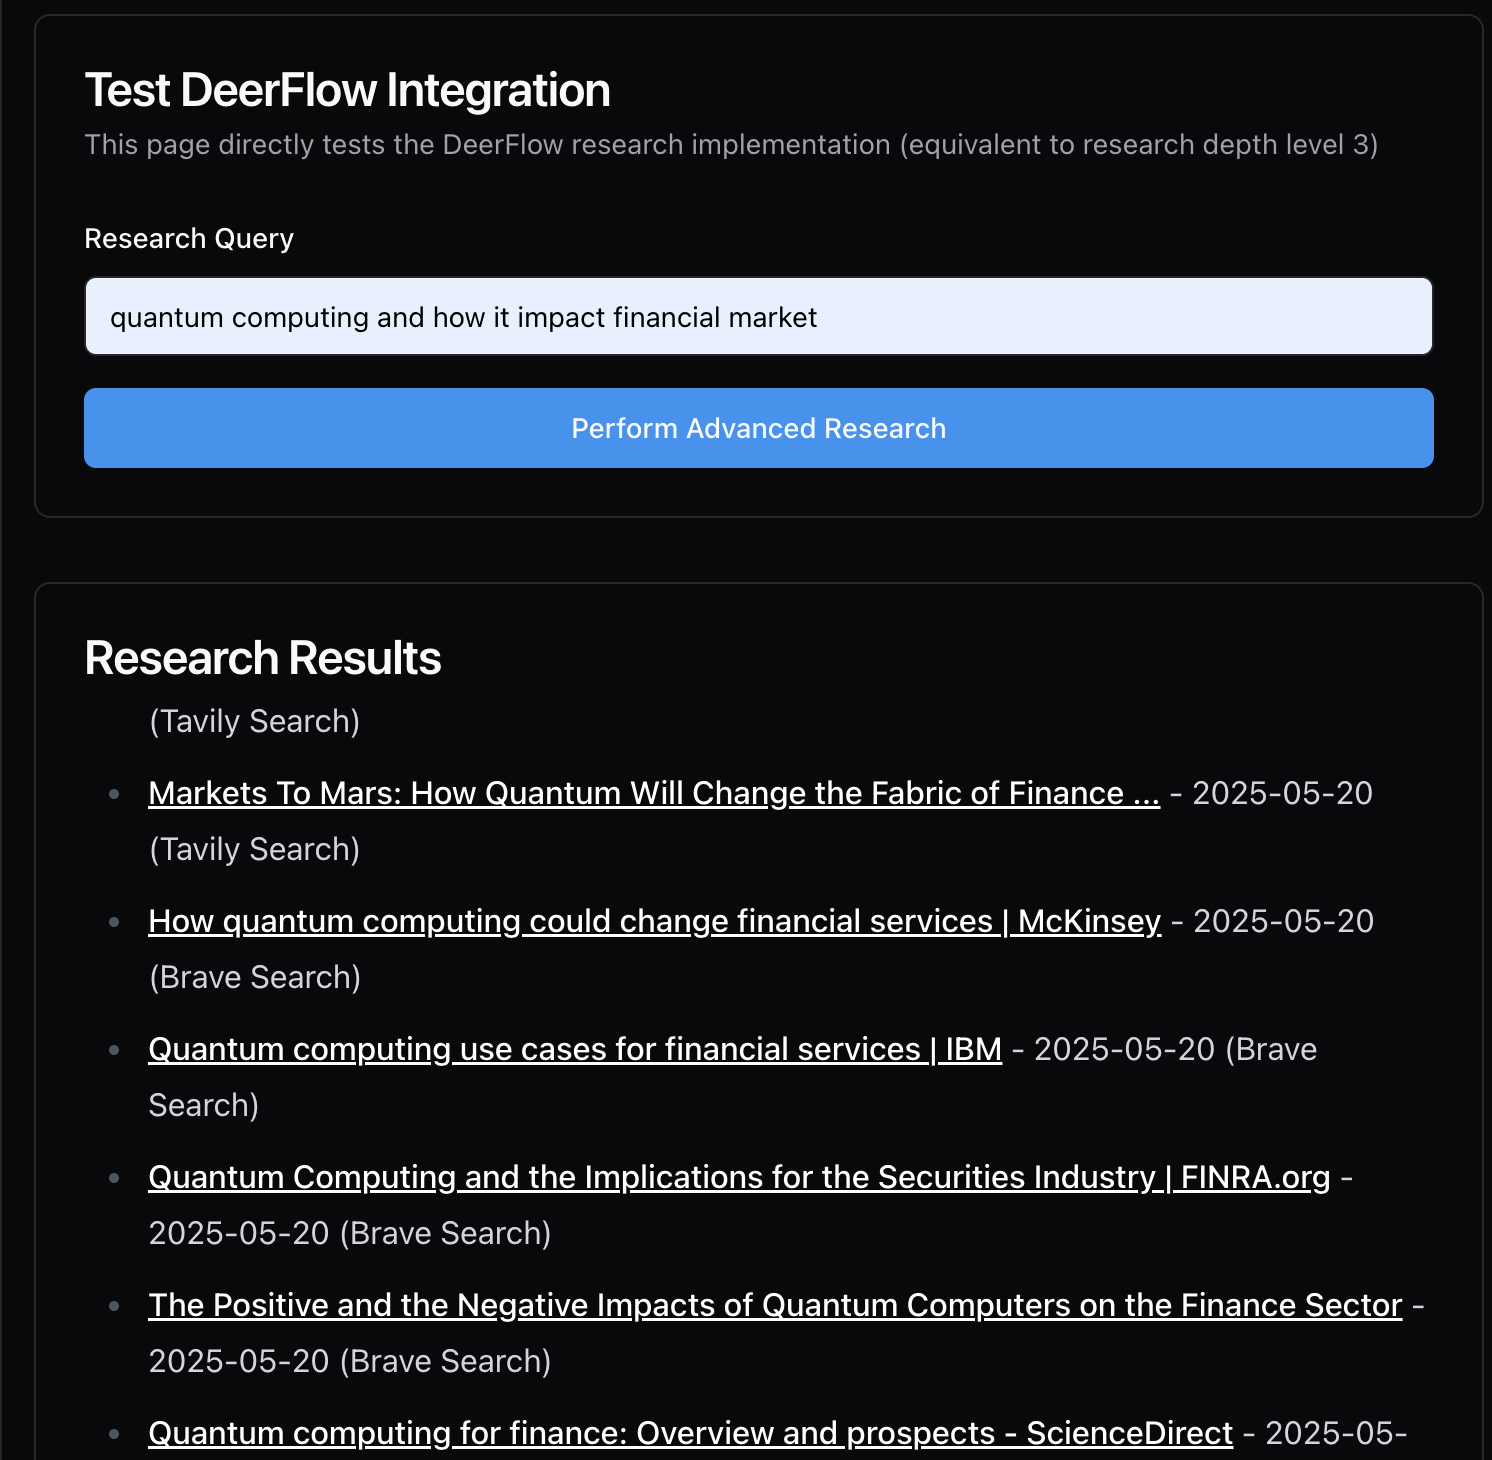 Test DeerFlow Integration
This page directly tests the DeerFlow research implementation (equivalent to research depth level 3)
Research Query
quantum computing and how it impact financial market
Perform Advanced Research
Research Results
(Tavily Search)
Markets To Mars: How Quantum Will Change the Fabric of Finance ... - 2025-05-20
(Tavily Search)
How quantum computing could change financial services | McKinsey - 2025-05-20
(Brave Search)
Quantum computing use cases for financial services | IBM - 2025-05-20 (Brave
Search)
Quantum Computing and the Implications for the Securities Industry | FINRA.org -
2025-05-20 (Brave Search)
The Positive and the Negative Impacts of Quantum Computers on the Finance Sector -
2025-05-20 (Brave Search)
Quantum computing for finance: Overview and prospects - ScienceDirect - 2025-05-